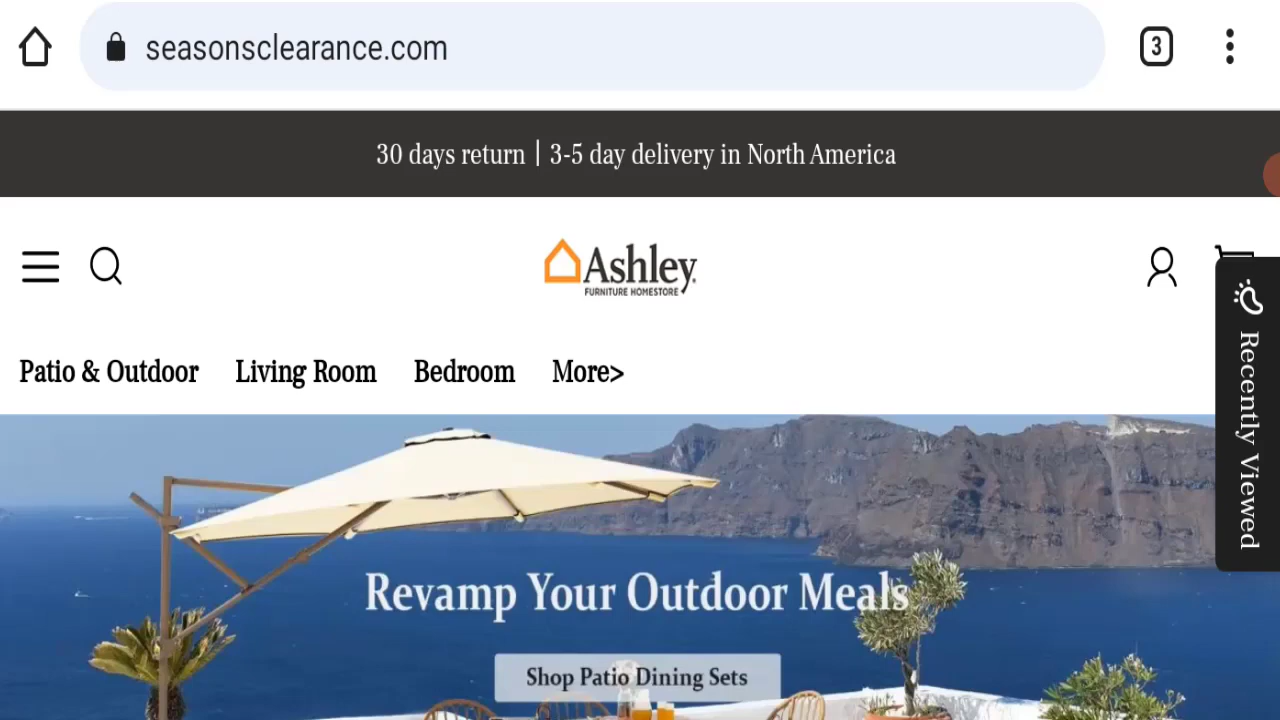 seasonsclearance.com
3
30 days return | 3-5 day delivery in North America
Ashley
FURNITURE HOMESTORE
Patio & Outdoor
Living Room
Bedroom
More>
Recently Viewed
Revamp Your Outdoor Meals
Shop Patio Dining Sets